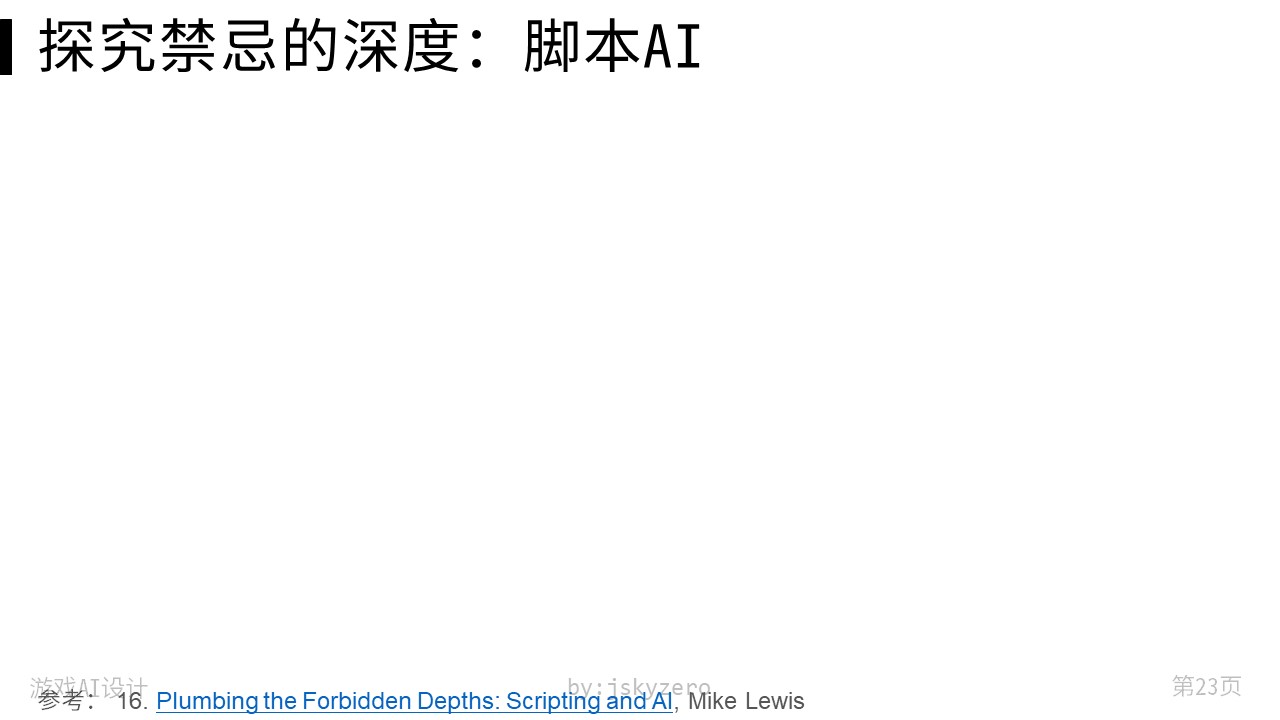 探究禁忌的深度：脚本AI
游戏AI设计
by:jskyzero
第23页
参考： 16. Plumbing the Forbidden Depths: Scripting and AI, Mike Lewis